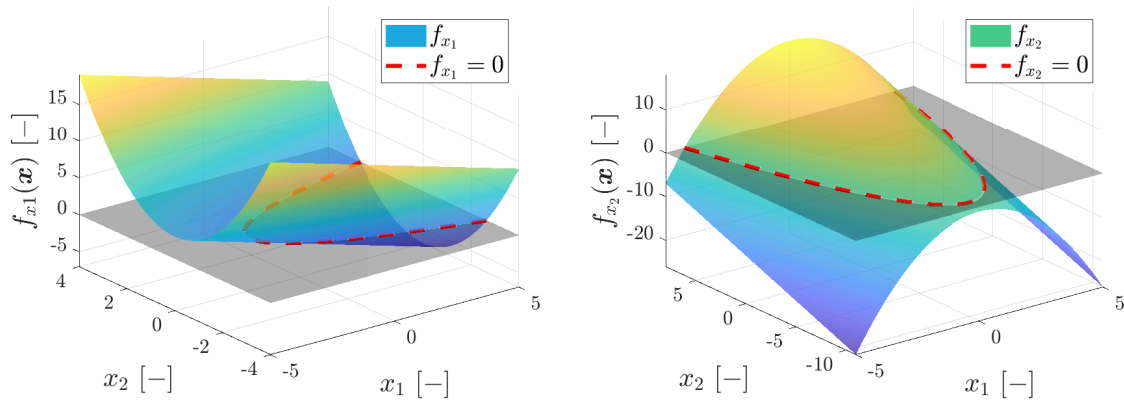 f_{x_1}
f_{x_1} = 0
f_{x1}(x) [−]
15
10
5
0
-5
4
2
0
-2
-4
x_2 [−]
-5
0
5
x_1 [−]
f_{x_2}
f_{x_2} = 0
f_{x_2}(x) [−]
10
0
-10
-20
5
0
-5
-10
x_2 [−]
-5
0
5
x_1 [−]